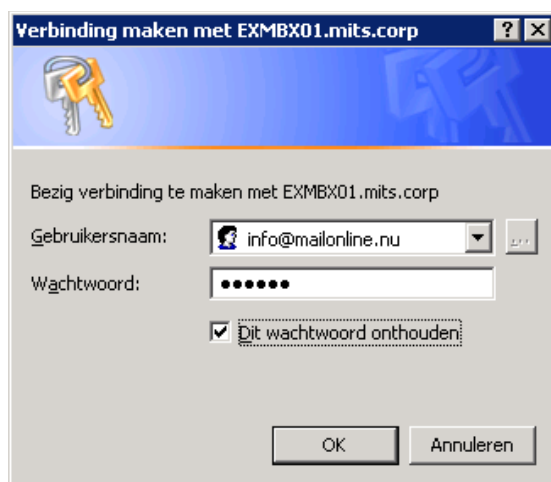 Verbinding maken met EXMBX01.mits.corp
Bezig verbinding te maken met EXMBX01.mits.corp
Gebruikersnaam: info@mailonline.nu ...
Wachtwoord: ●●●●●●
Dit wachtwoord onthouden
OK Annuleren